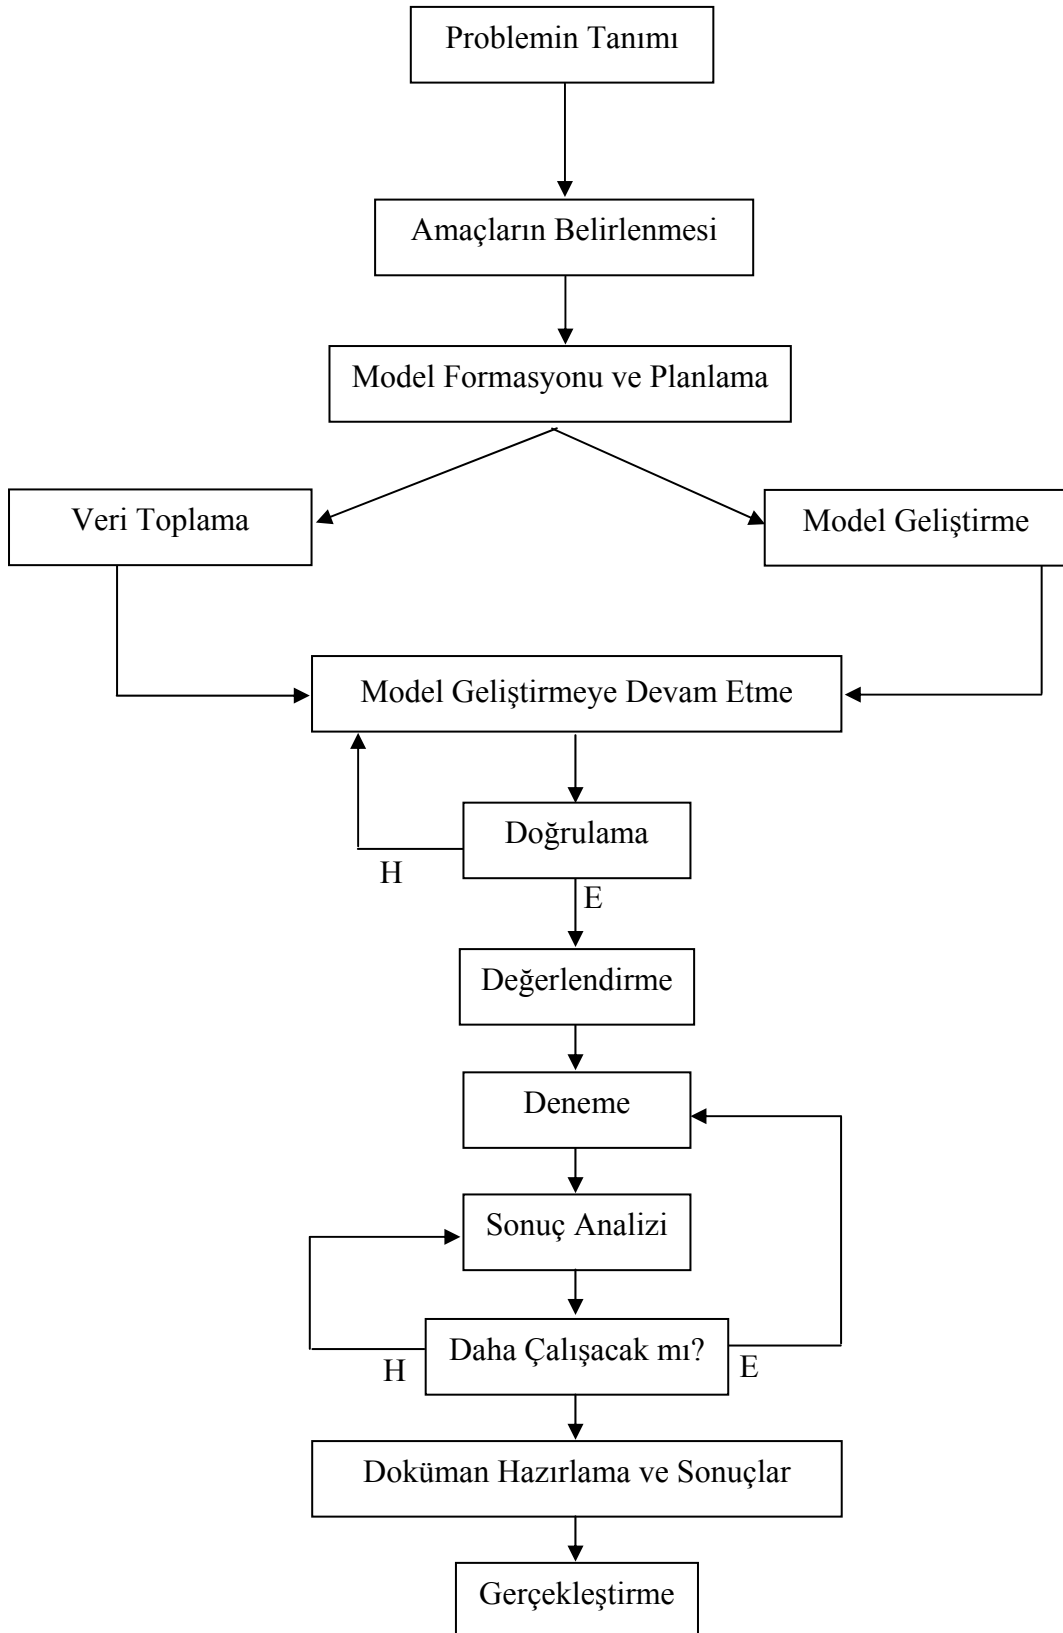 Problemin Tanımı
Amaçların Belirlenmesi
Model Formasyonu ve Planlama
Veri Toplama
Model Geliştirme
Model Geliştirmeye Devam Etme
Doğrulama
H
E
Değerlendirme
Deneme
Sonuç Analizi
Daha Çalışacak mı?
H
E
Doküman Hazırlama ve Sonuçlar
Gerçekleştirme